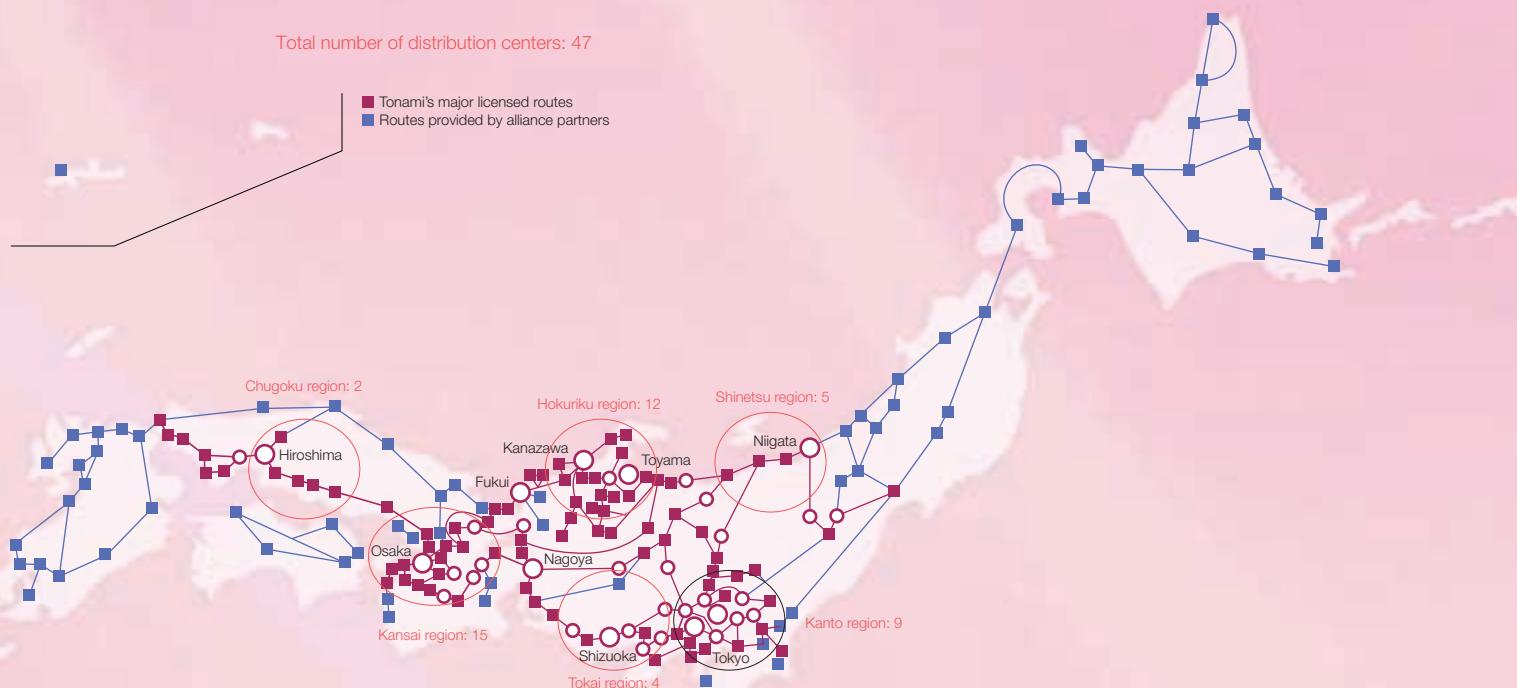 Total number of distribution centers: 47
Tonami's major licensed routes
Routes provided by alliance partners
Chugoku region: 2
Hokuriku region: 12
Shinetsu region: 5
Niigata
Kanazawa
Toyama
Hiroshima
Fukui
Osaka
Nagoya
Kansai region: 15
Kanto region: 9
Shizuoka
Tokyo
Tokai region: 4